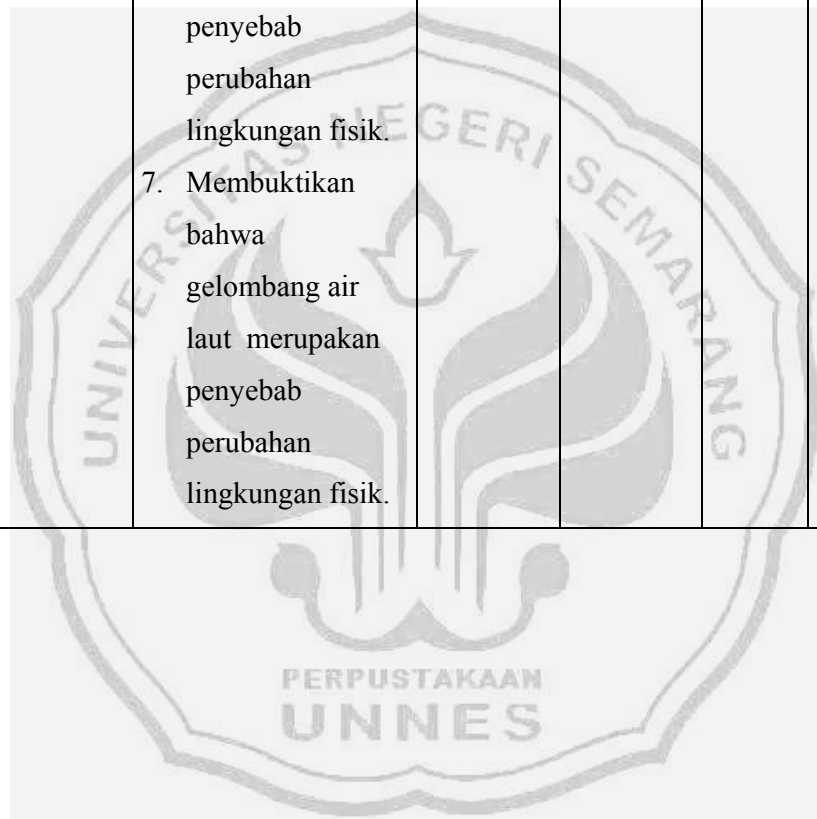 penyebab
perubahan
lingkungan fisik.
7. Membuktikan
bahwa
gelombang air
laut merupakan
penyebab
perubahan
lingkungan fisik.
UNIVERSITAS NEGERI SEMARANG
PERPUSTAKAAN
UNNES